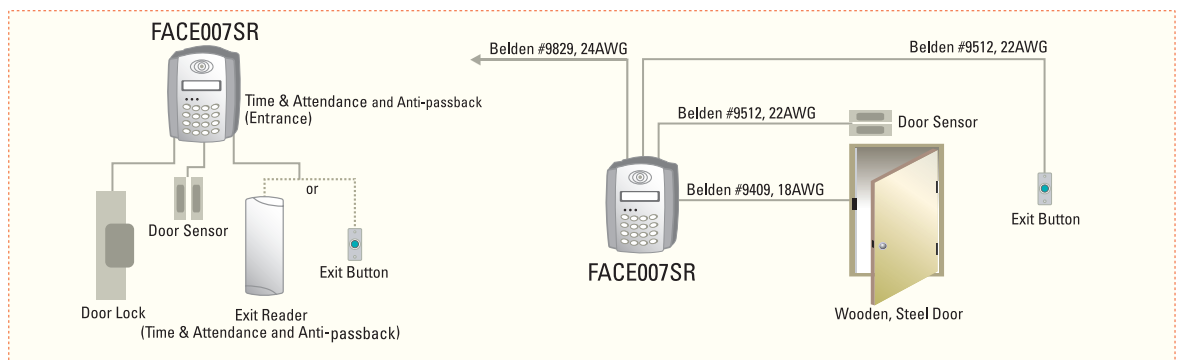 FACE007SR
Time & Attendance and Anti-passback
(Entrance)
or
Door Sensor
Exit Button
Door Lock
Exit Reader
(Time & Attendance and Anti-passback)
Belden #9829, 24AWG
Belden #9512, 22AWG
Belden #9512, 22AWG
Door Sensor
Belden #9409, 18AWG
Exit Button
FACE007SR
Wooden, Steel Door